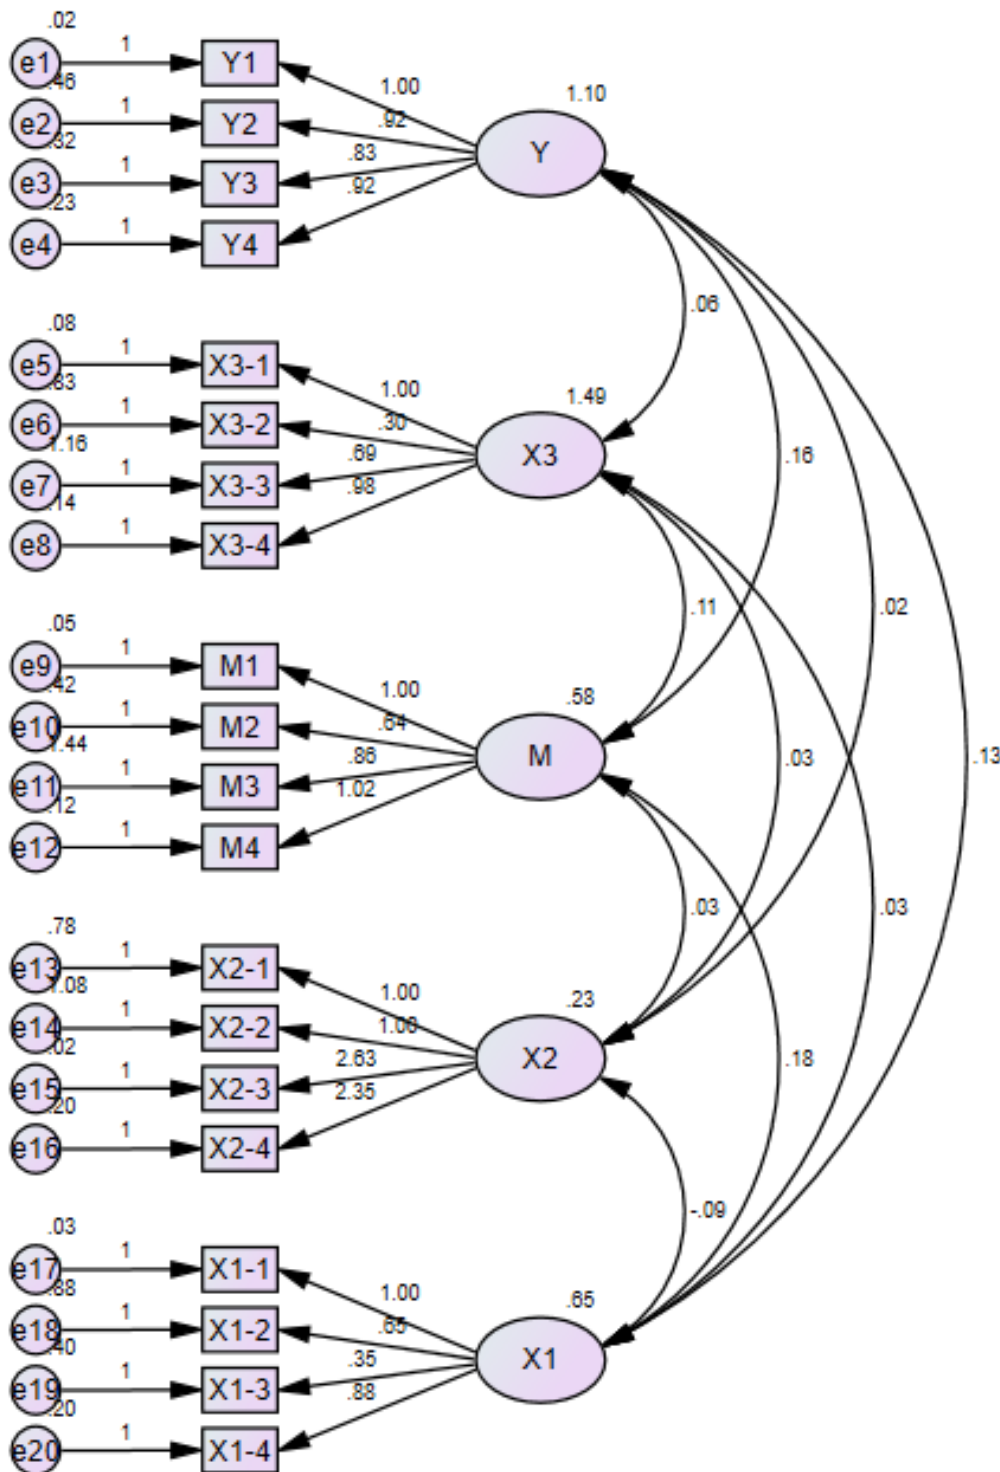 .02
e1 1 Y1 1.00 1.10
.46
e2 1 Y2 .92 Y
.32
e3 1 Y3 .83
.23
e4 1 Y4 .92
.06
.08
e5 1 X3-1 1.00 1.49
.83
e6 1 X3-2 .30 X3 .16
1.16
e7 1 X3-3 .69
.14
e8 1 X3-4 .98
.11 .02
.05
e9 1 M1 1.00 .58
.42
e10 1 M2 .64 M .03 .13
1.44
e11 1 M3 .86
.12
e12 1 M4 1.02
.03 .03
.78
e13 1 X2-1 1.00 .23
1.08
e14 1 X2-2 1.00 X2 .18
.02
e15 1 X2-3 2.63
.20
e16 1 X2-4 2.35
-.09
.03
e17 1 X1-1 1.00 .65
e18 1 X1-2 .65 X1
.40
e19 1 X1-3 .35
.20
e20 1 X1-4 .88